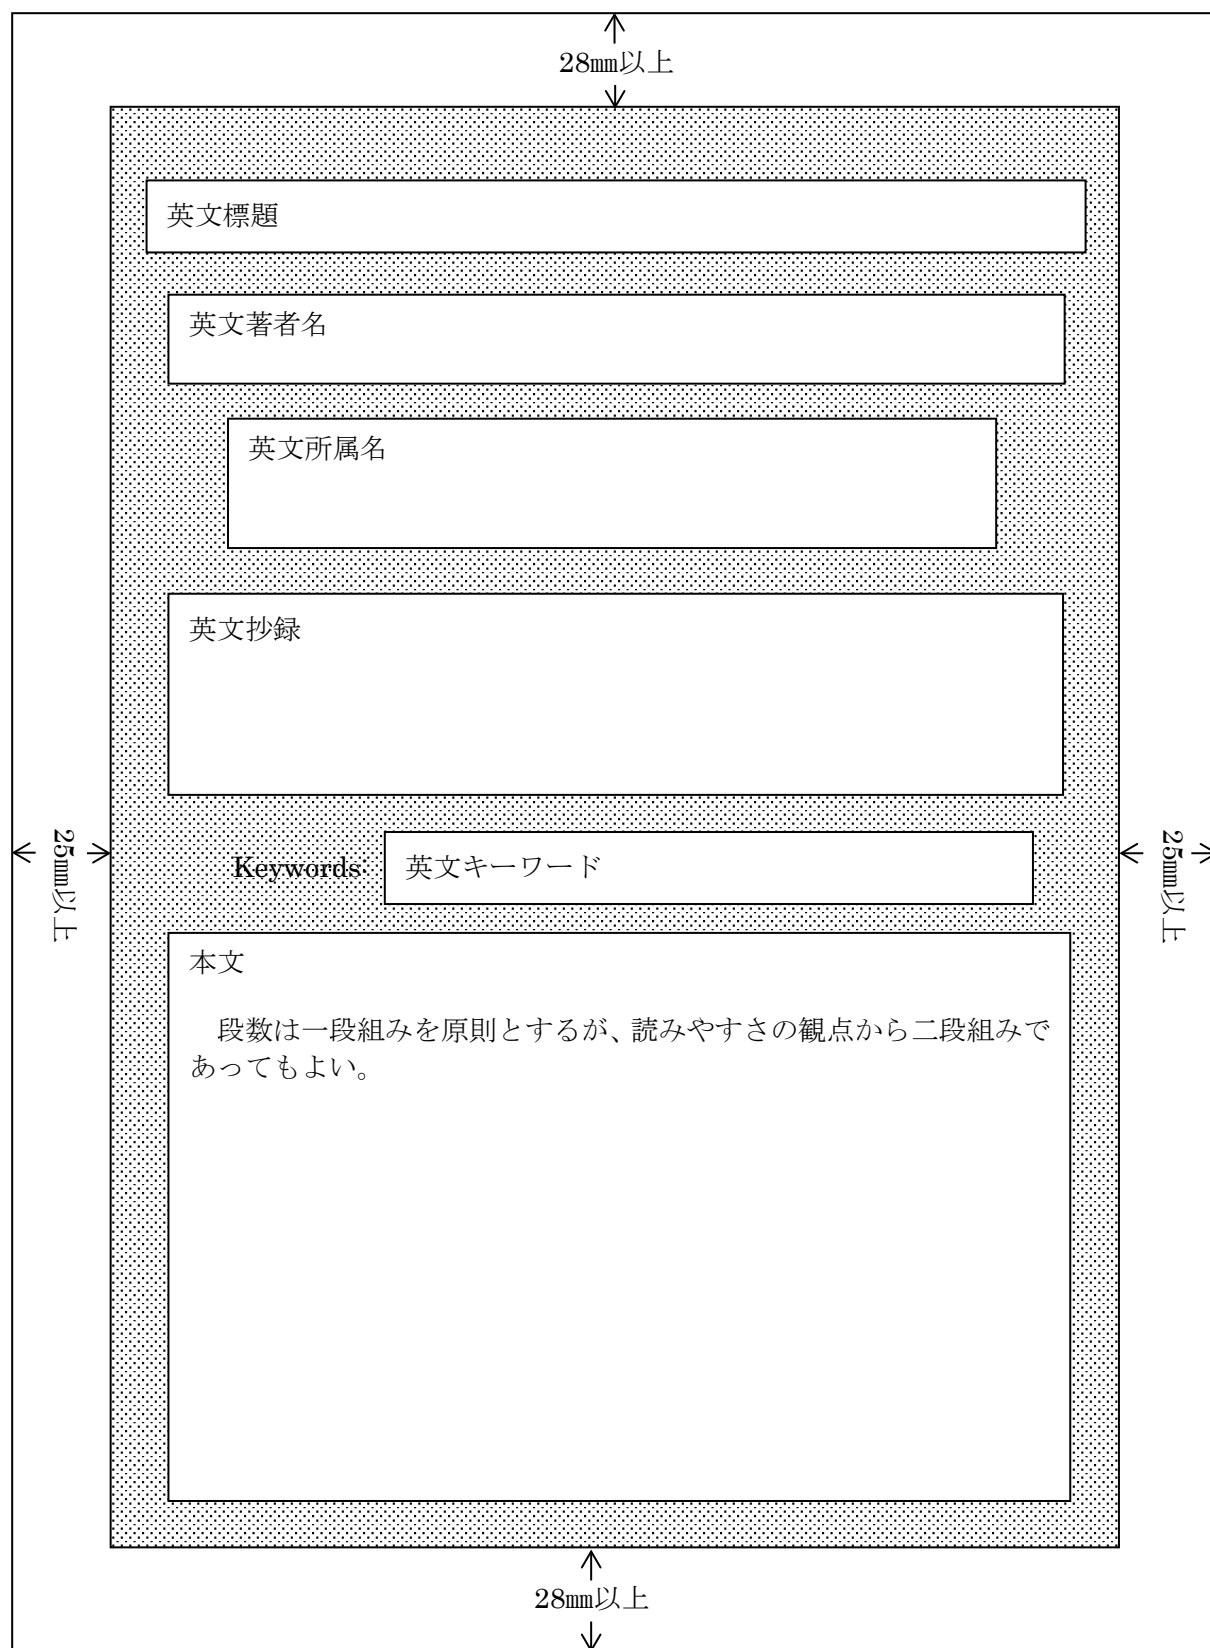 28㎜以上
英文標題
英文著者名
英文所属名
英文抄録
25㎜以上
Keywords:
英文キーワード
25㎜以上
本文
　段数は一段組みを原則とするが、読みやすさの観点から二段組みで
あってもよい。
28㎜以上